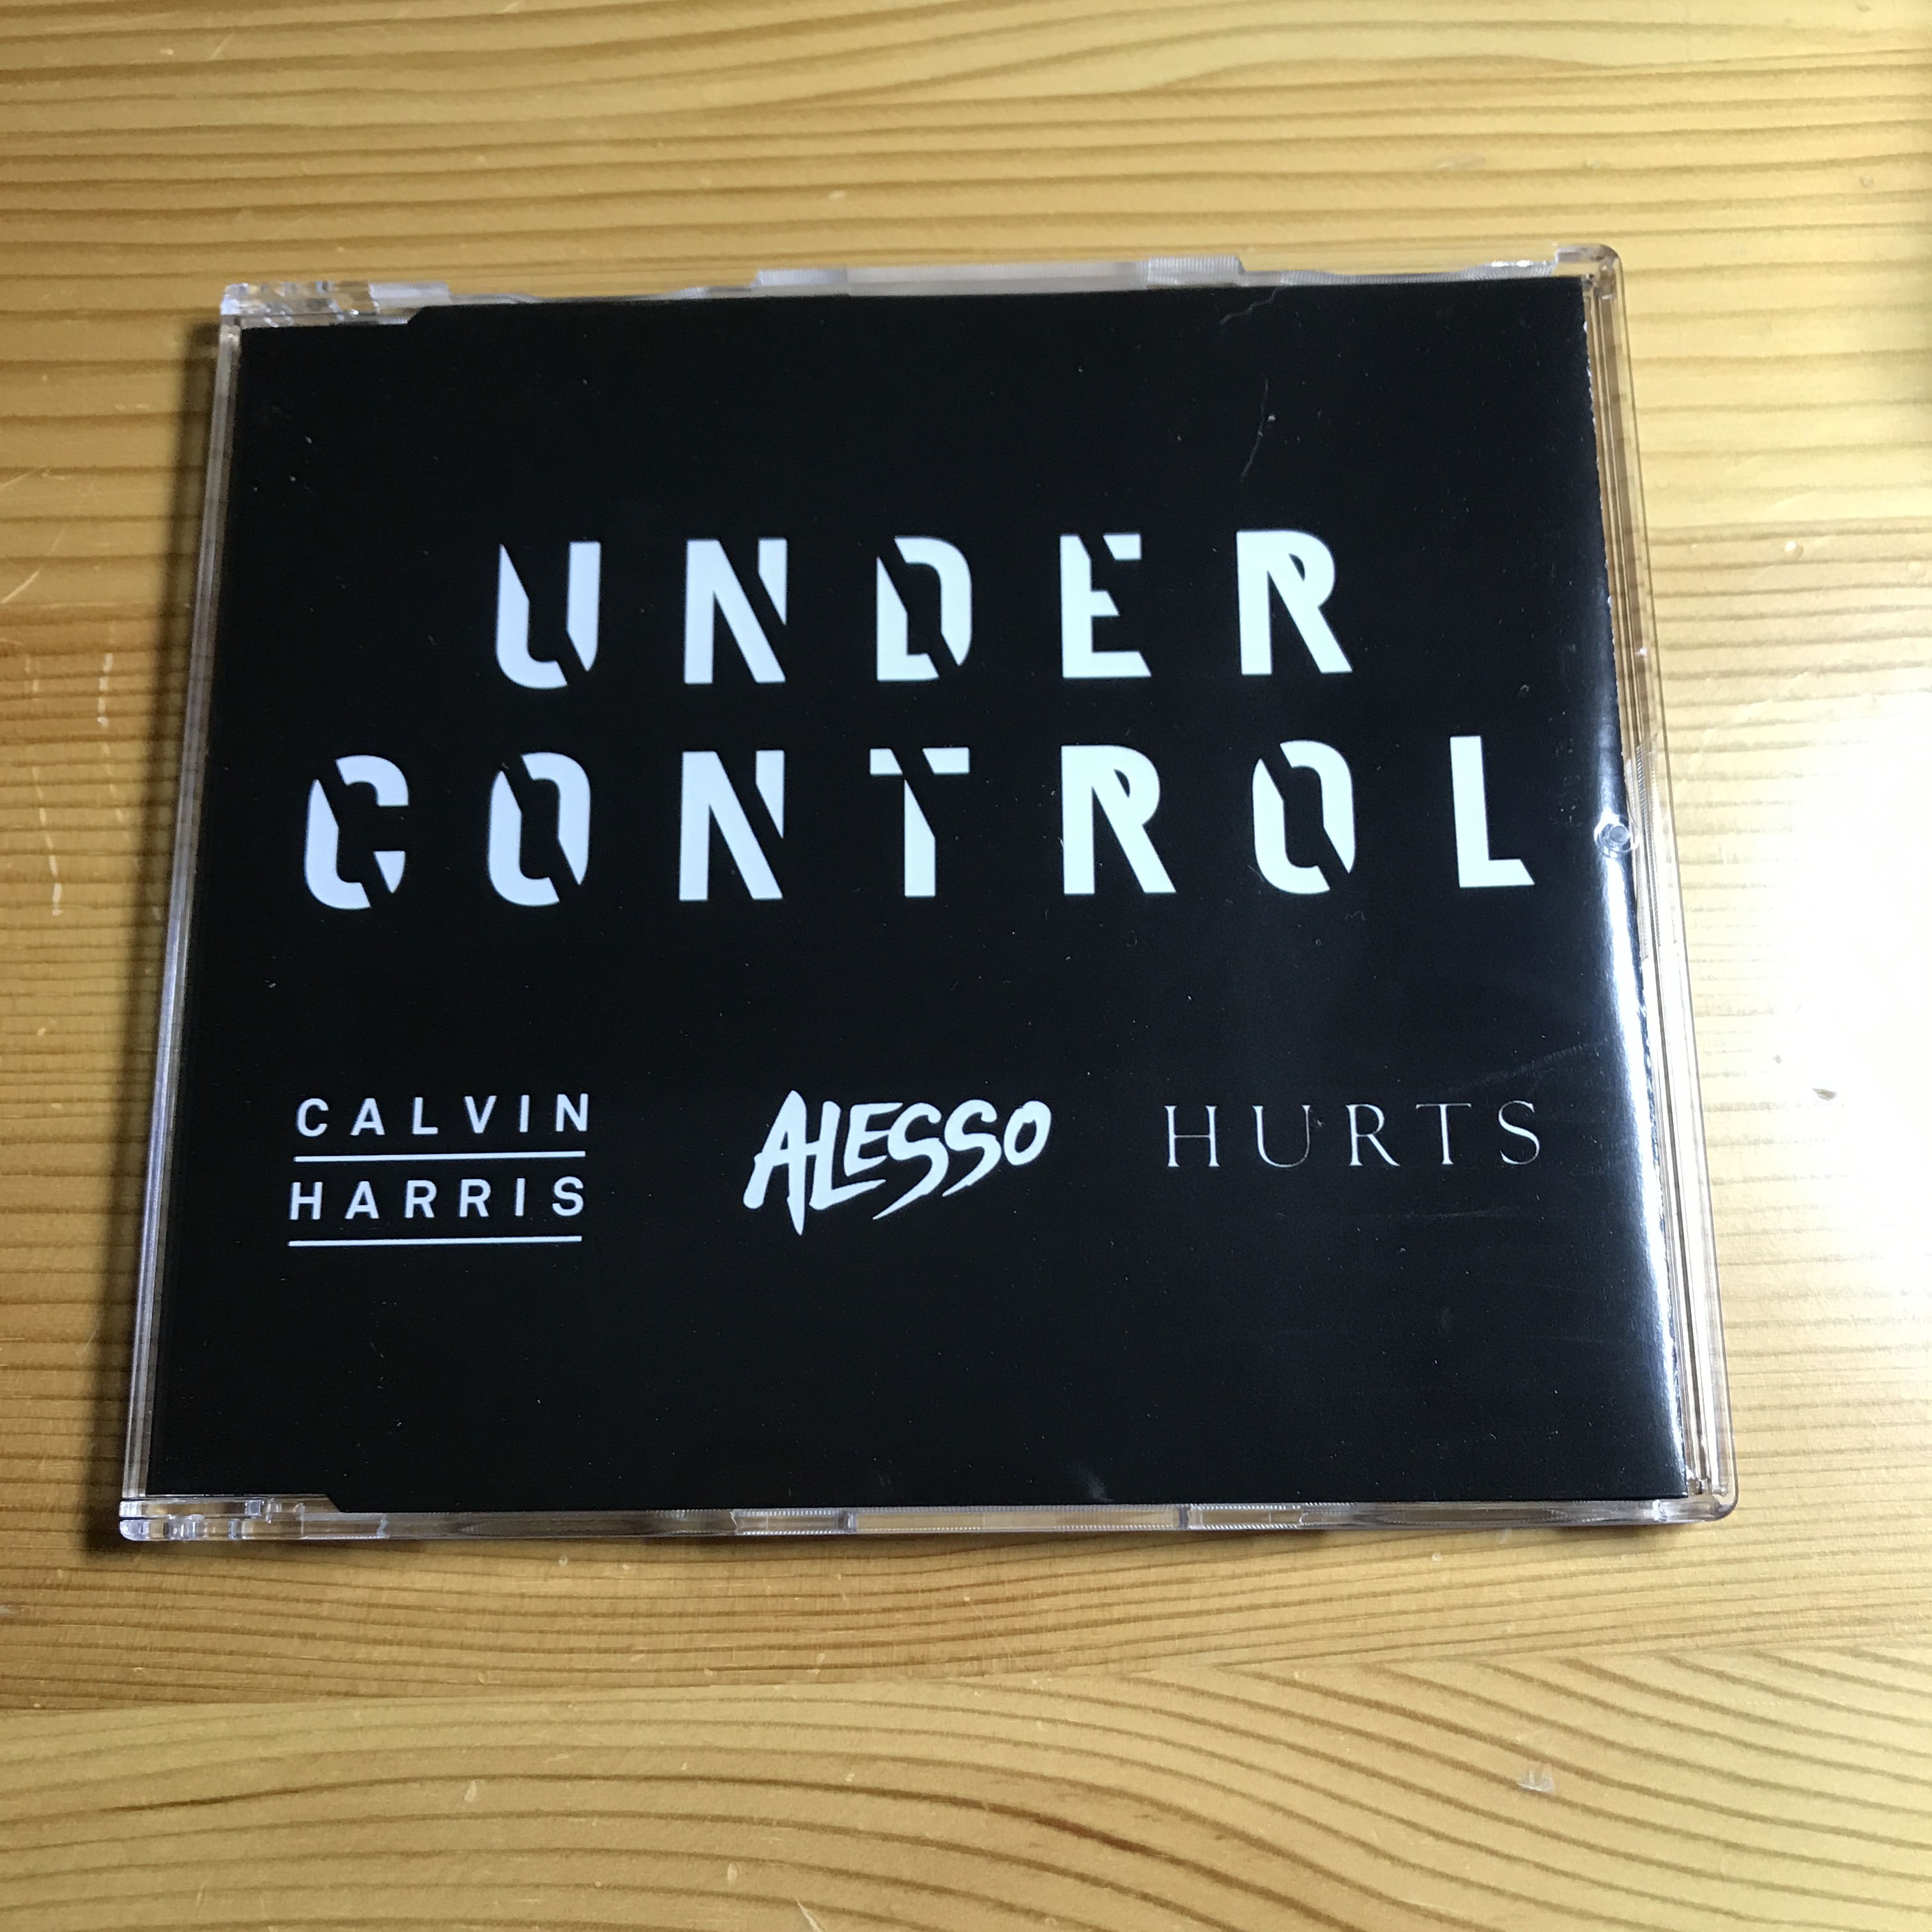 UNDER
CONTROL
CALVIN
HARRIS
ALESSO
HURTS